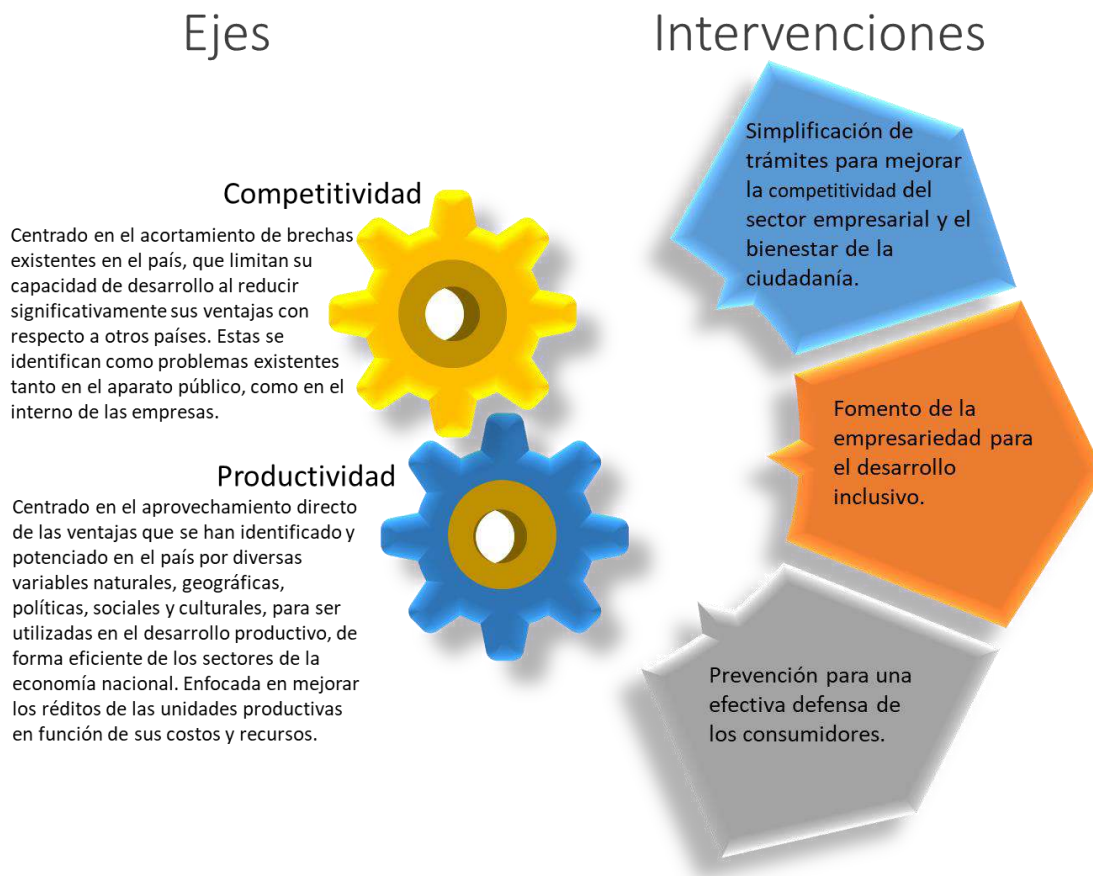 Ejes
Competitividad
Centrado en el acortamiento de brechas
existentes en el país, que limitan su
capacidad de desarrollo al reducir
significativamente sus ventajas con
respecto a otros países. Estas se
identifican como problemas existentes
tanto en el aparato público, como en el
interno de las empresas.
Productividad
Centrado en el aprovechamiento directo
de las ventajas que se han identificado y
potenciado en el país por diversas
variables naturales, geográficas,
políticas, sociales y culturales, para ser
utilizadas en el desarrollo productivo, de
forma eficiente de los sectores de la
economía nacional. Enfocada en mejorar
los réditos de las unidades productivas
en función de sus costos y recursos.
Intervenciones
Simplificación de
trámites para mejorar
la competitividad del
sector empresarial y el
bienestar de la
ciudadanía.
Fomento de la
empresariedad para
el desarrollo
inclusivo.
Prevención para una
efectiva defensa de
los consumidores.